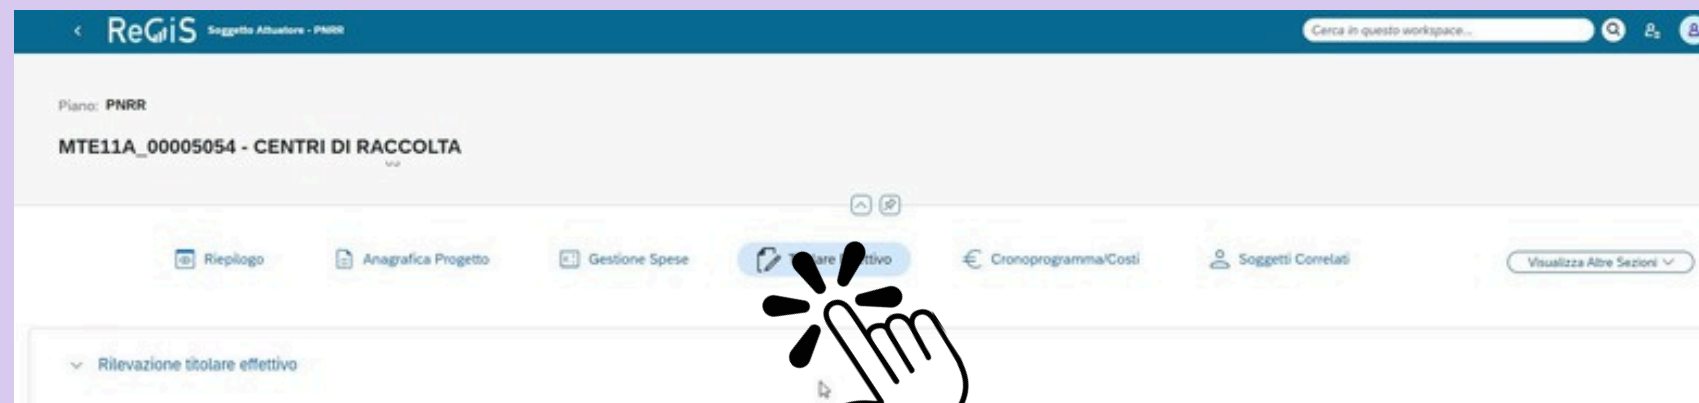 ReGiS Soggetto Attuatore - PNRR Cerca in questo workspace...
Piano: PNRR
MTE11A_00005054 - CENTRI DI RACCOLTA
Riepilogo Anagrafica Progetto Gestione Spese Cronoprogramma/Costi Soggetti Correlati Visualizza Altre Sezioni
Rilevazione titolare effettivo